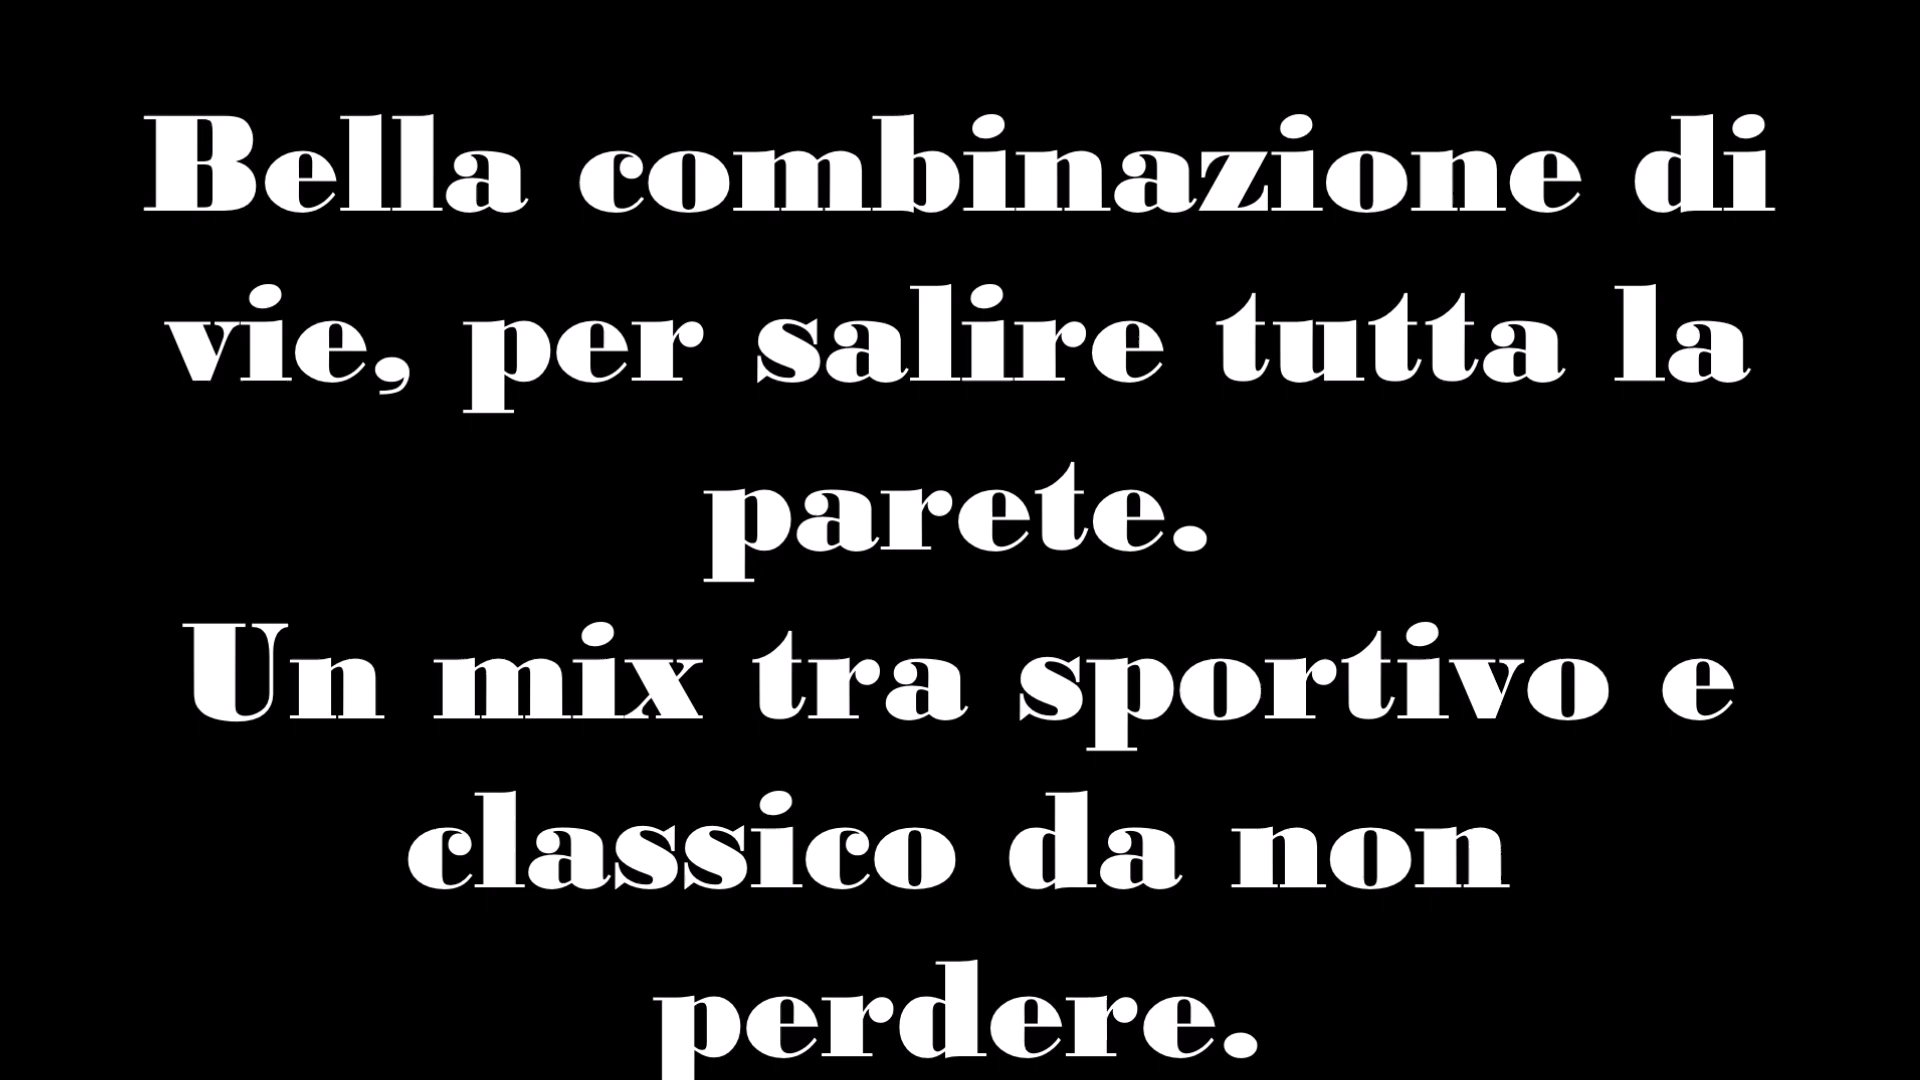 Bella combinazione di
vie, per salire tutta la
parete.
Un mix tra sportivo e
classico da non
perdere.